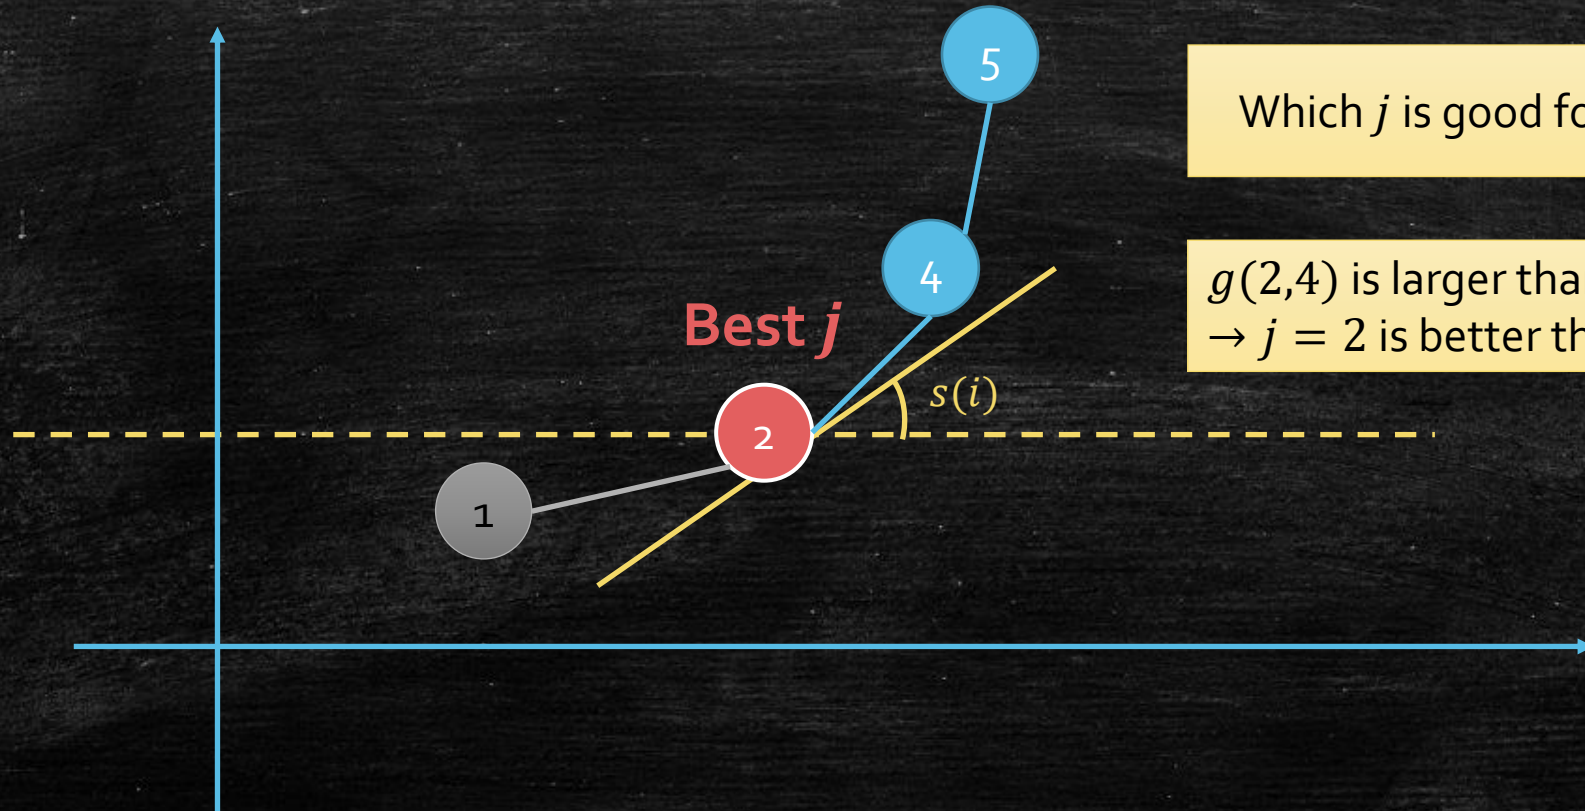 5
Which j is good fo
4
g(2,4) is larger tha
→ j = 2 is better th
Best j
s(i)
2
1